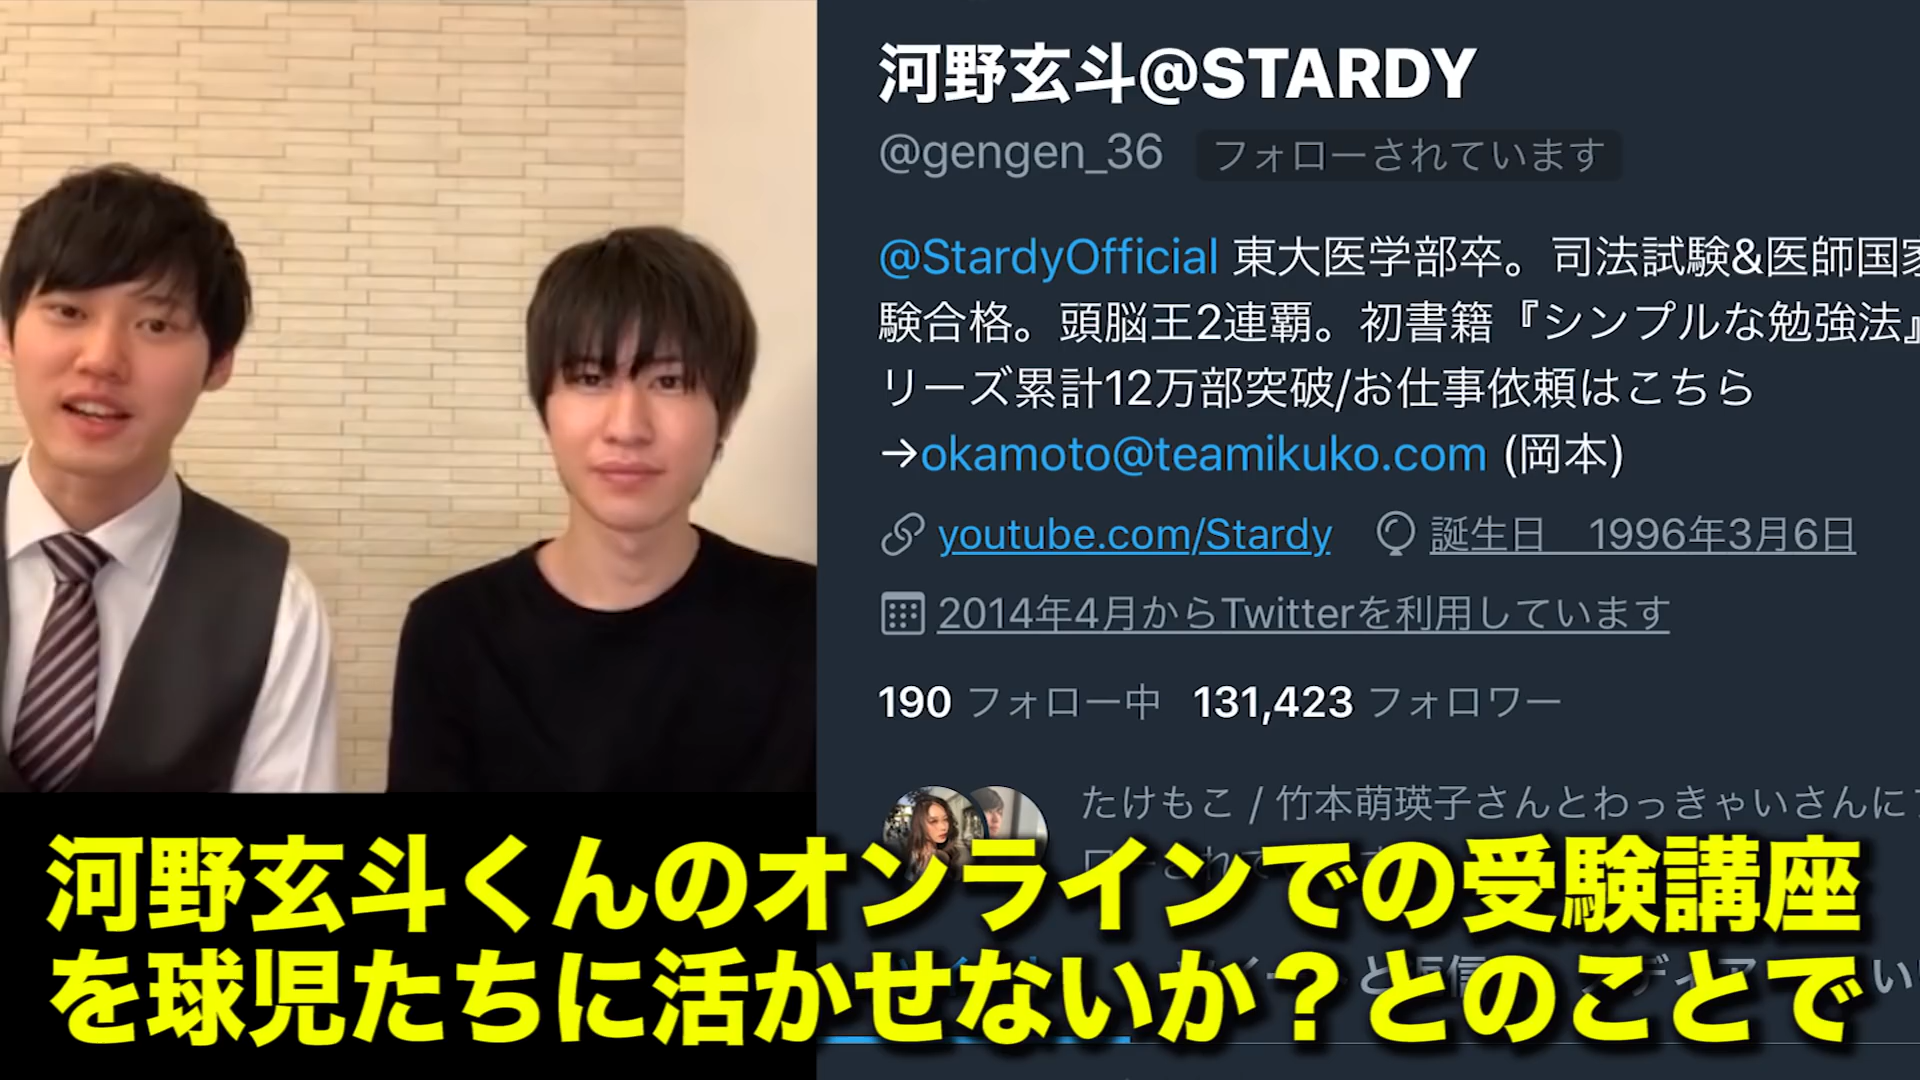 河野玄斗@STARDY
@gengen_36 フォローされています
@StardyOfficial 東大医学部卒。司法試験&医師国家
験合格。頭脳王2連覇。初書籍『シンプルな勉強法』
リーズ累計12万部突破/お仕事依頼はこちら
→okamoto@teamikuko.com (岡本)
youtube.com/Stardy 誕生日 1996年3月6日
2014年4月からTwitterを利用しています
190 フォロー中 131,423 フォロワー
たけもこ / 竹本萌瑛子さんとわっきゃいさんに
河野玄斗くんのオンラインでの受験講座
を球児たちに活かせないか？とのことで